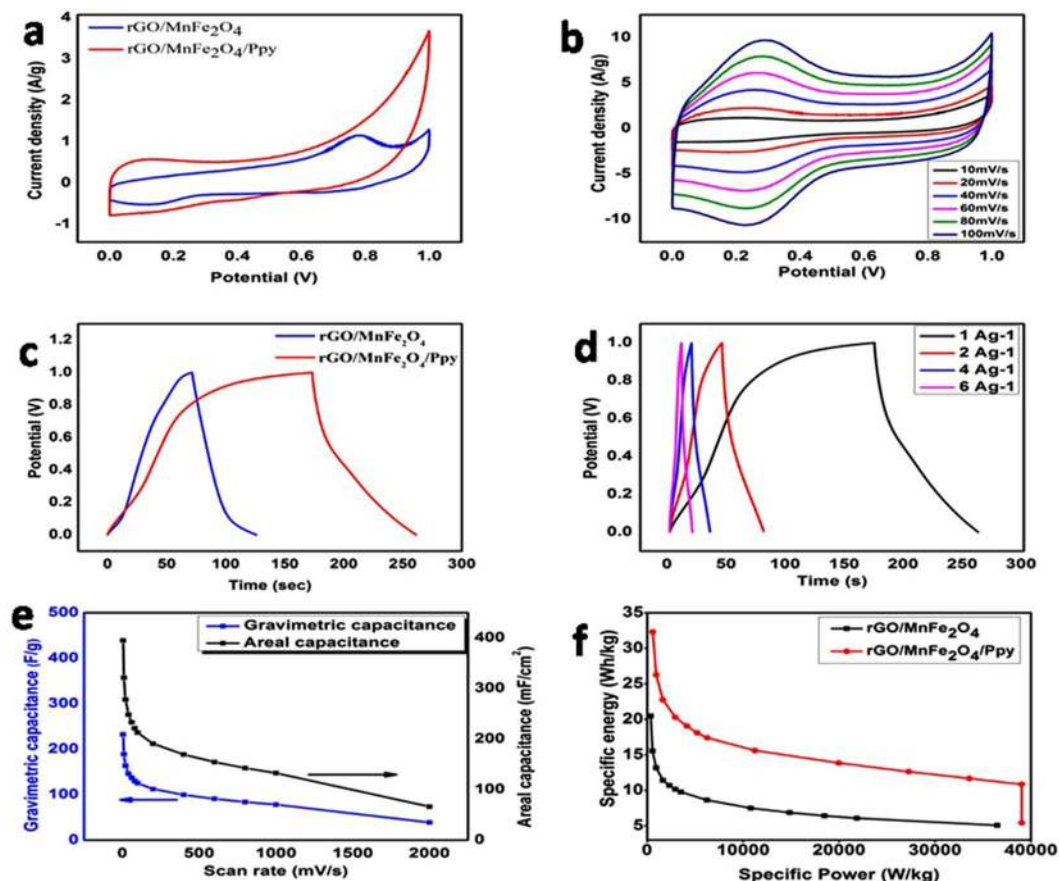 a
rGO/MnFe₂O₄
rGO/MnFe₂O₄/Ppy
Current density (A/g)
4
3
2
1
0
-1
0.0 0.2 0.4 0.6 0.8 1.0
Potential (V)
b
Current density (A/g)
10
5
0
-5
-10
10mV/s
20mV/s
40mV/s
60mV/s
80mV/s
100mV/s
0.0 0.2 0.4 0.6 0.8 1.0
Potential (V)
c
rGO/MnFe₂O₄
rGO/MnFe₂O₄/Ppy
Potential (V)
1.2
1.0
0.8
0.6
0.4
0.2
0.0
0 50 100 150 200 250 300
Time (sec)
d
1 Ag-1
2 Ag-1
4 Ag-1
6 Ag-1
Potential (V)
1.0
0.8
0.6
0.4
0.2
0.0
0 50 100 150 200 250 300
Time (s)
e
Gravimetric capacitance
Areal capacitance
Gravimetric capacitance (F/g)
500
400
300
200
100
0
Areal capacitance (mF/cm²)
400
300
200
100
0
0 500 1000 1500 2000
Scan rate (mV/s)
f
rGO/MnFe₂O₄
rGO/MnFe₂O₄/Ppy
Specific energy (Wh/kg)
35
30
25
20
15
10
5
0 10000 20000 30000 40000
Specific Power (W/kg)